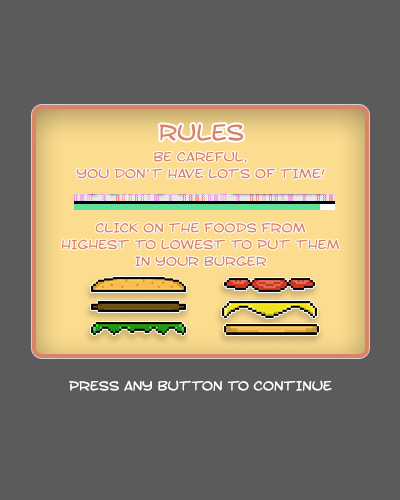 RULES
BE CAREFUL,
YOU DON'T HAVE LOTS OF TIME!
CLICK ON THE FOODS FROM
HIGHEST TO LOWEST TO PUT THEM
IN YOUR BURGER
PRESS ANY BUTTON TO CONTINUE